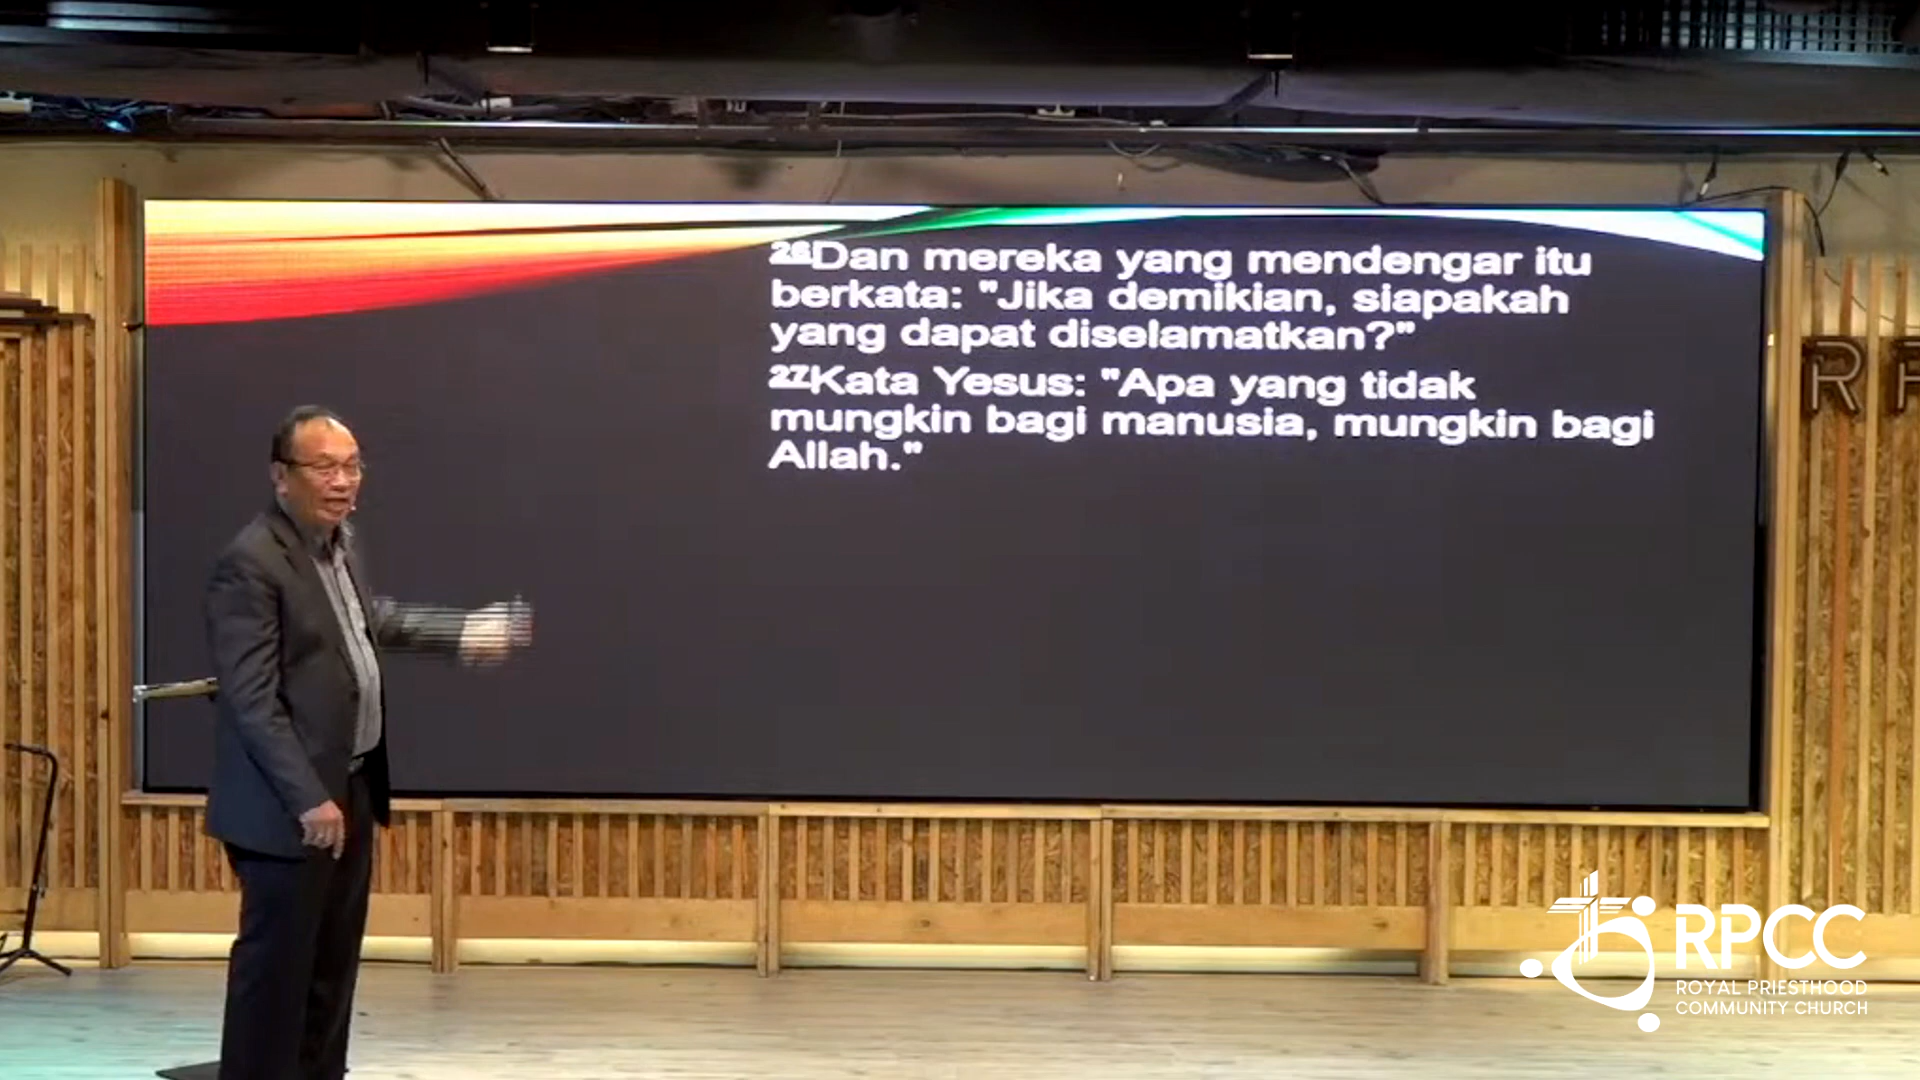 26Dan mereka yang mendengar itu
berkata: "Jika demikian, siapakah
yang dapat diselamatkan?"
27Kata Yesus: "Apa yang tidak
mungkin bagi manusia, mungkin bagi
Allah."
RPCC
ROYAL PRIESTHOOD
COMMUNITY CHURCH